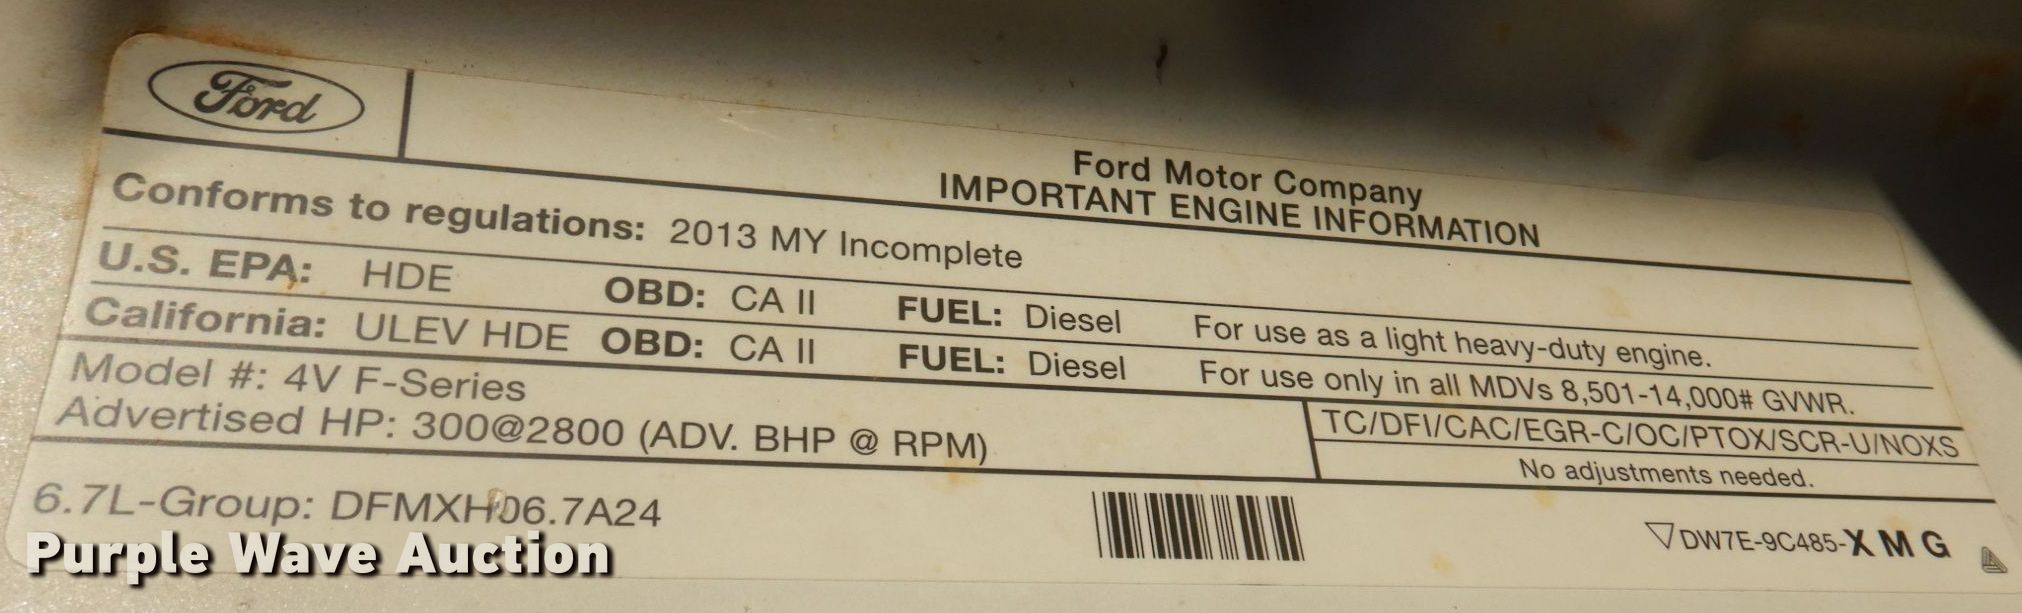 Ford
Ford Motor Company
IMPORTANT ENGINE INFORMATION
Conforms to regulations: 2013 MY Incomplete
U.S. EPA: HDE OBD: CA II FUEL: Diesel For use as a light heavy-duty engine.
California: ULEV HDE OBD: CA II FUEL: Diesel For use only in all MDVs 8,501-14,000# GVWR.
Model #: 4V F-Series
Advertised HP: 300@2800 (ADV. BHP @ RPM)
TC/DFI/CAC/EGR-C/OC/PTOX/SCR-U/NOXS
No adjustments needed.
6.7L-Group: DFMXH06.7A24
DW7E-9C485-X M G
Purple Wave Auction